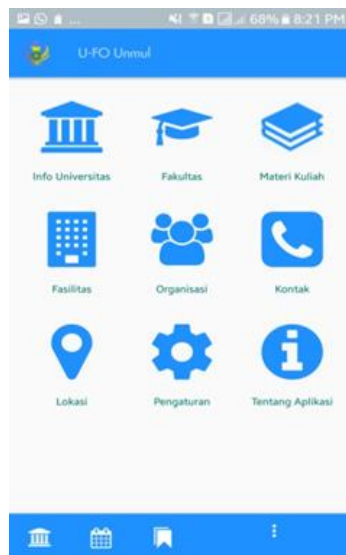 68% 8:21 PM
U-FO Unmul
Info Universitas Fakultas Materi Kuliah
Fasilitas Organisasi Kontak
Lokasi Pengaturan Tentang Aplikasi